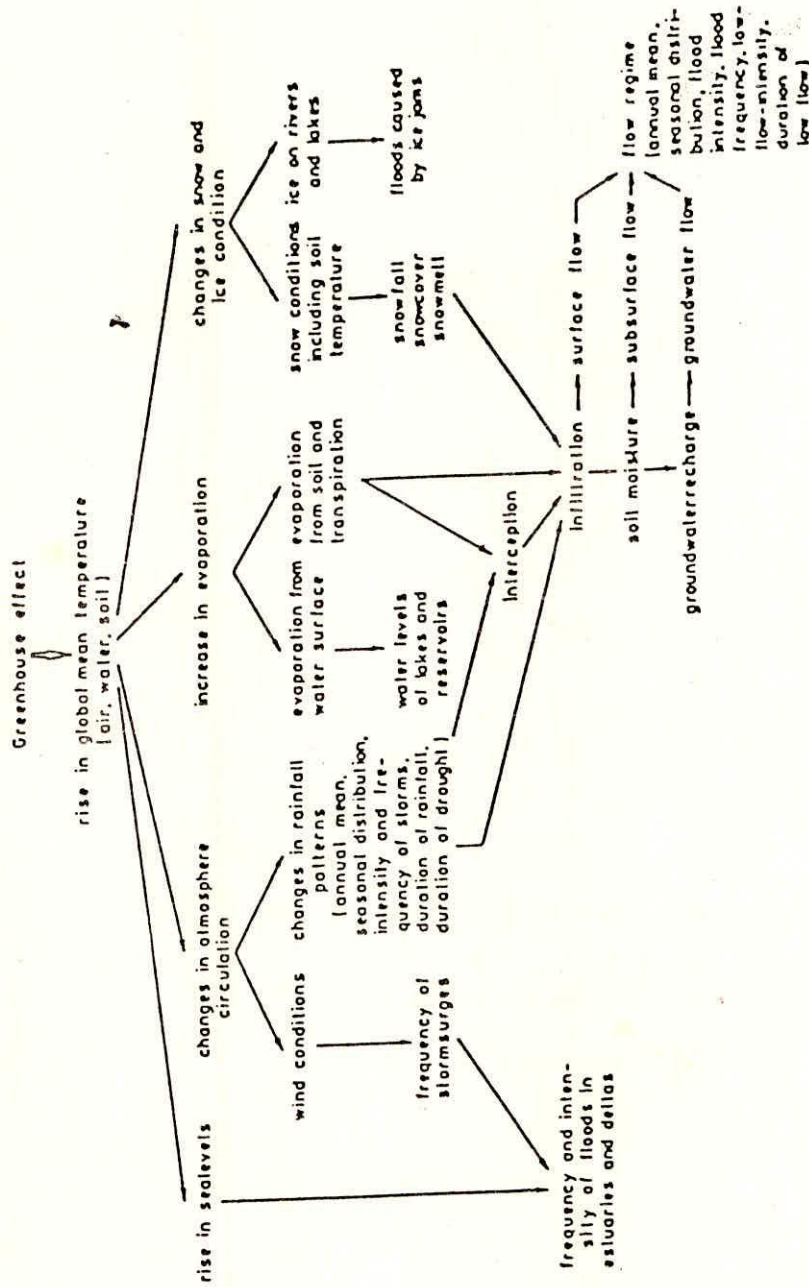 Greenhouse effect
rise in global mean temperature
(air, water, soil)
rise in sealevels
changes in atmosphere
circulation
increase in evaporation
changes in snow and
ice condition
wind conditions
changes in rainfall
patterns
(annual mean,
seasonal distribution,
intensity and fre-
quency of storms,
duration of rainfall,
duration of drought)
evaporation from
water surface
evaporation
from soil and
transpiration
snow conditions
including soil
temperature
ice on rivers
and lakes
frequency of
stormsurges
water levels
of lakes and
reservoirs
snowfall
snowcover
snowmelt
floods caused
by ice jams
Interception
frequency and inten-
sity of floods in
estuaries and deltas
Infiltration
surface flow
soil moisture
subsurface flow
groundwaterrecharge
groundwater flow
flow regime
(annual mean,
seasonal distri-
bution, flood
intensity, flood
frequency, low-
flow-intensity,
duration of
low flow)